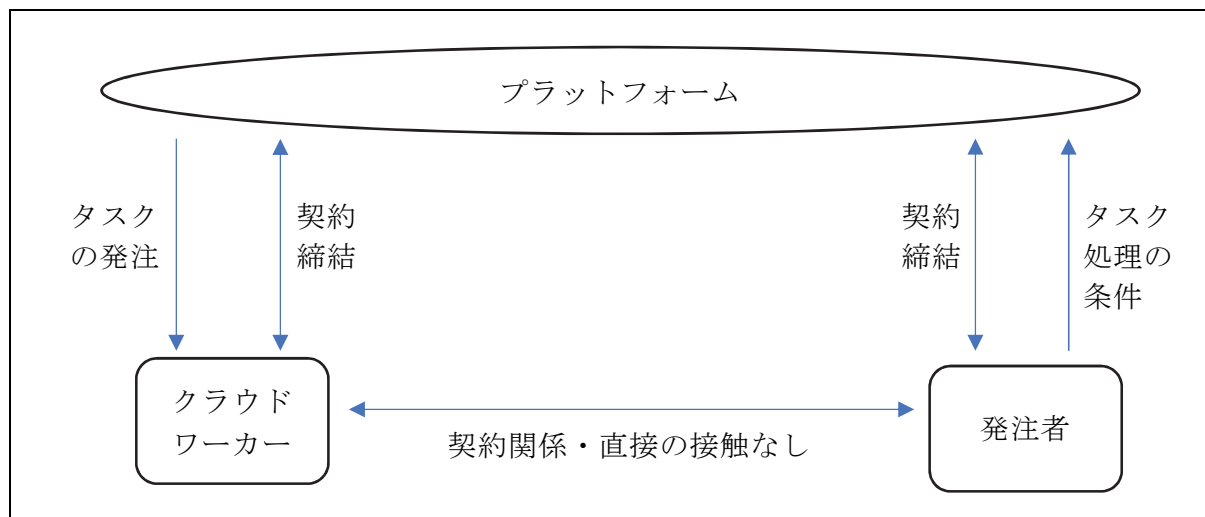 プラットフォーム
タスク
の発注
契約
締結
契約
締結
タスク
処理の
条件
クラウド
ワーカー
契約関係・直接の接触なし
発注者